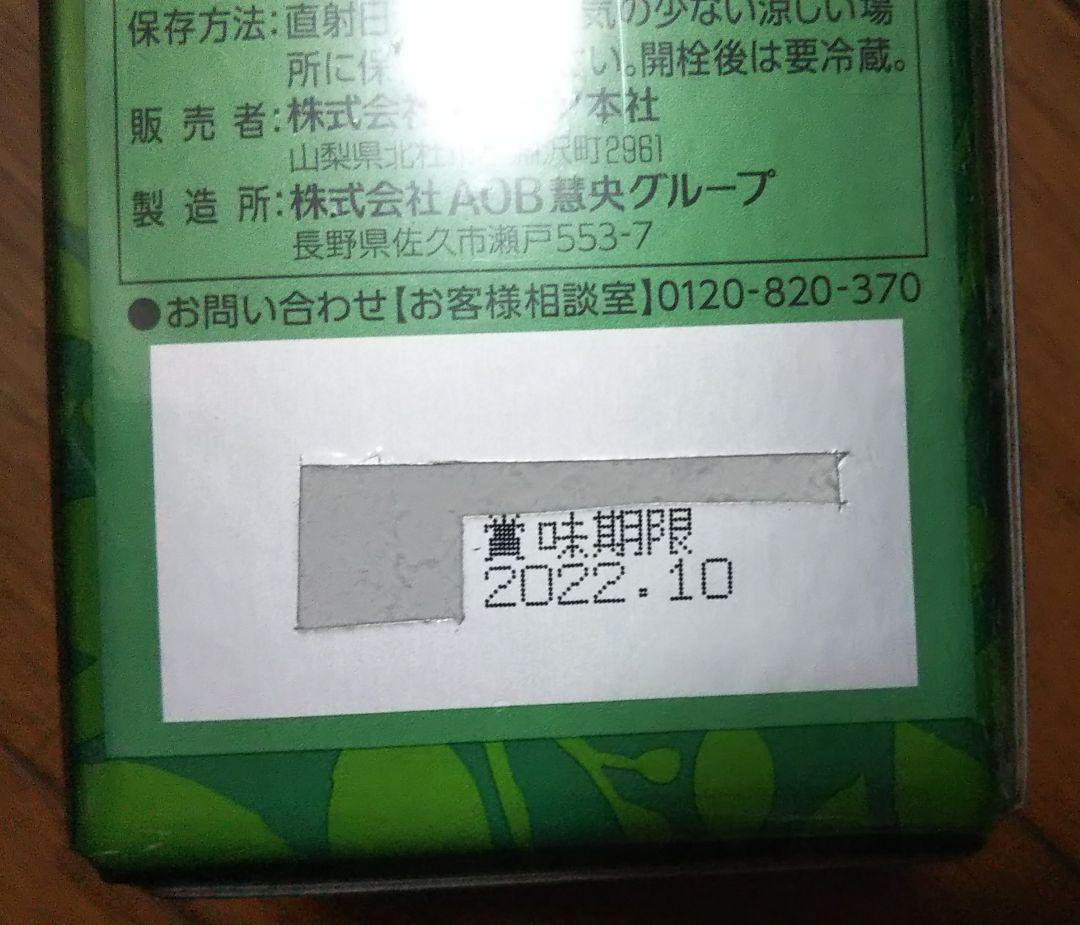 保存方法:直射日 気の少ない涼しい場
所に保 い。開栓後は要冷蔵。
販売者:株式会社 本社
山梨県北杜市 沢町2961
製造所:株式会社AOB慧央グループ
長野県佐久市瀬戸553-7
●お問い合わせ【お客様相談室】0120-820-370
賞味期限
2022.10